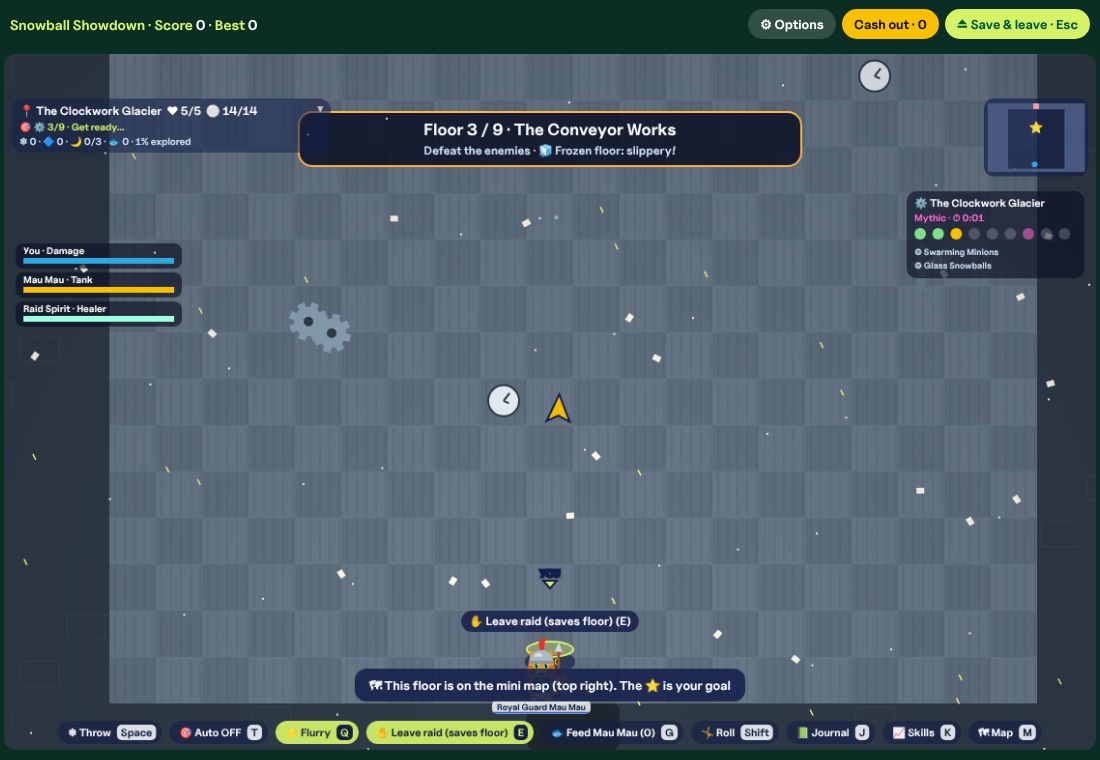 Snowball Showdown · Score 0 · Best 0
⚙ Options
Cash out · 0
⏏ Save & leave · Esc
📍 The Clockwork Glacier ♥ 5/5 ⚪ 14/14 ▼
🎯 ⚙️ 3/9 · Get ready...
❄ 0 · 🔷 0 · 🌙 0/3 · 🐟 0 · 1% explored
Floor 3 / 9 · The Conveyor Works
Defeat the enemies · 🧊 Frozen floor: slippery!
⚙️ The Clockwork Glacier
Mythic · ⏱ 0:01
⚙ Swarming Minions
⚙ Glass Snowballs
You · Damage
Mau Mau · Tank
Raid Spirit · Healer
You
✋ Leave raid (saves floor) (E)
🗺 This floor is on the mini map (top right). The ⭐ is your goal
Royal Guard Mau Mau
❄ Throw Space
🎯 Auto OFF T
⭐ Flurry Q
✋ Leave raid (saves floor) E
🐟 Feed Mau Mau (0) G
🤸 Roll Shift
📗 Journal J
📈 Skills K
🗺 Map M